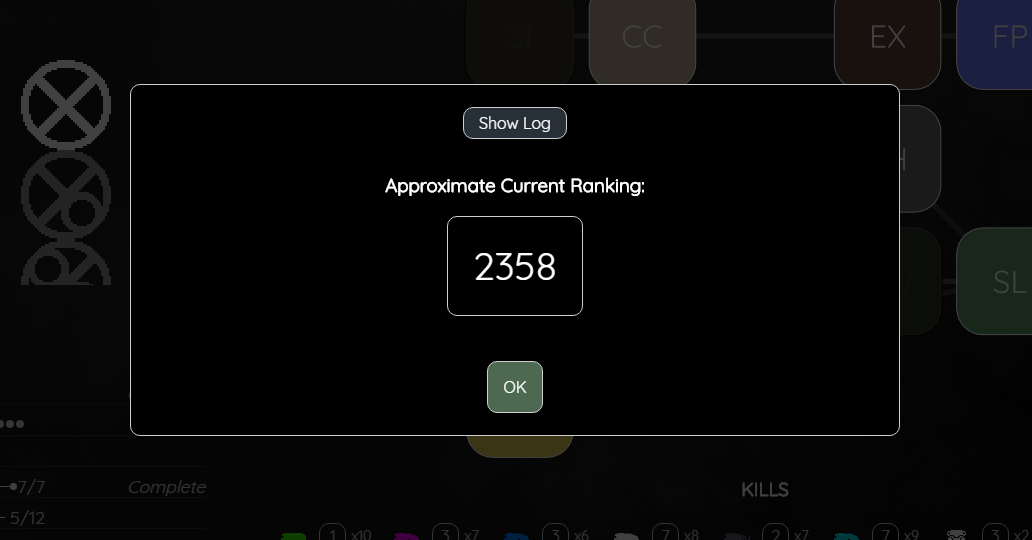 SI CC EX FP
Show Log
Approximate Current Ranking:
2358
SL
OK
7/7 Complete
5/12
KILLS
1 x10 3 x7 3 x6 7 x8 2 x7 7 x9 3